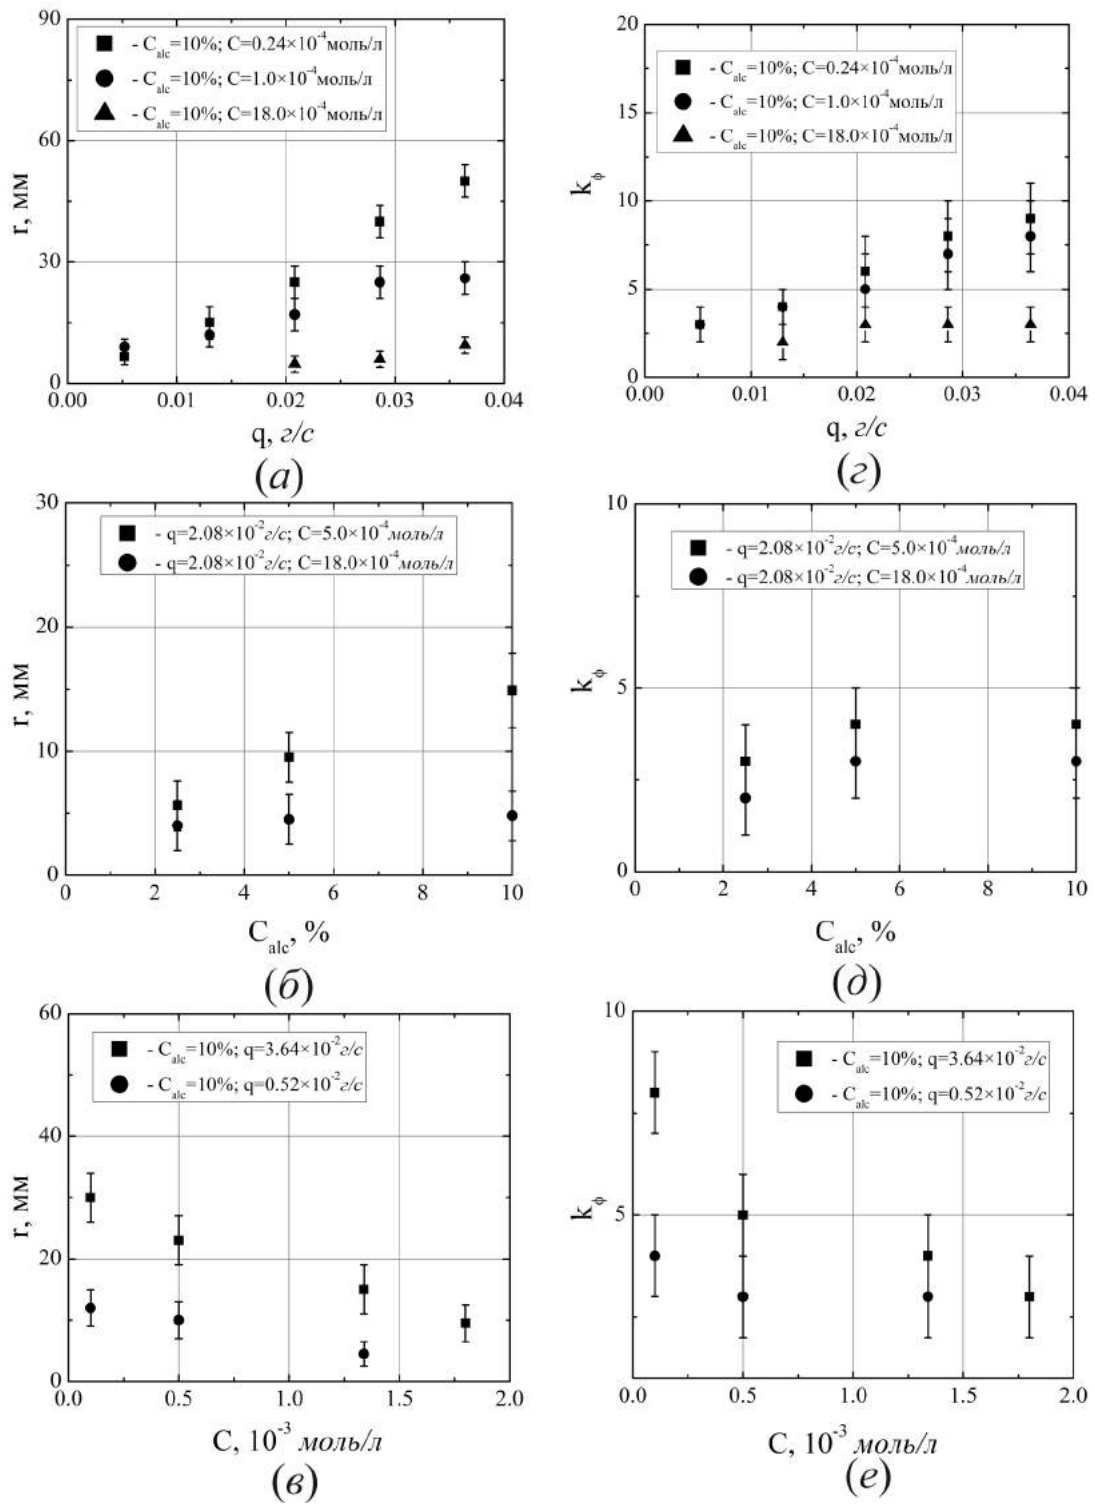 90
60
30
0
r, мм
- C_alc=10%; C=0.24×10^-4 моль/л
- C_alc=10%; C=1.0×10^-4 моль/л
- C_alc=10%; C=18.0×10^-4 моль/л
0.00 0.01 0.02 0.03 0.04
q, г/с
(а)
20
15
10
5
0
k_ф
- C_alc=10%; C=0.24×10^-4 моль/л
- C_alc=10%; C=1.0×10^-4 моль/л
- C_alc=10%; C=18.0×10^-4 моль/л
0.00 0.01 0.02 0.03 0.04
q, г/с
(г)
30
20
10
0
r, мм
- q=2.08×10^-2 г/с; C=5.0×10^-4 моль/л
- q=2.08×10^-2 г/с; C=18.0×10^-4 моль/л
0 2 4 6 8 10
C_alc, %
(б)
10
5
0
k_ф
- q=2.08×10^-2 г/с; C=5.0×10^-4 моль/л
- q=2.08×10^-2 г/с; C=18.0×10^-4 моль/л
0 2 4 6 8 10
C_alc, %
(д)
60
40
20
0
r, мм
- C_alc=10%; q=3.64×10^-2 г/с
- C_alc=10%; q=0.52×10^-2 г/с
0.0 0.5 1.0 1.5 2.0
C, 10^-3 моль/л
(в)
10
5
k_ф
- C_alc=10%; q=3.64×10^-2 г/с
- C_alc=10%; q=0.52×10^-2 г/с
0.0 0.5 1.0 1.5 2.0
C, 10^-3 моль/л
(е)